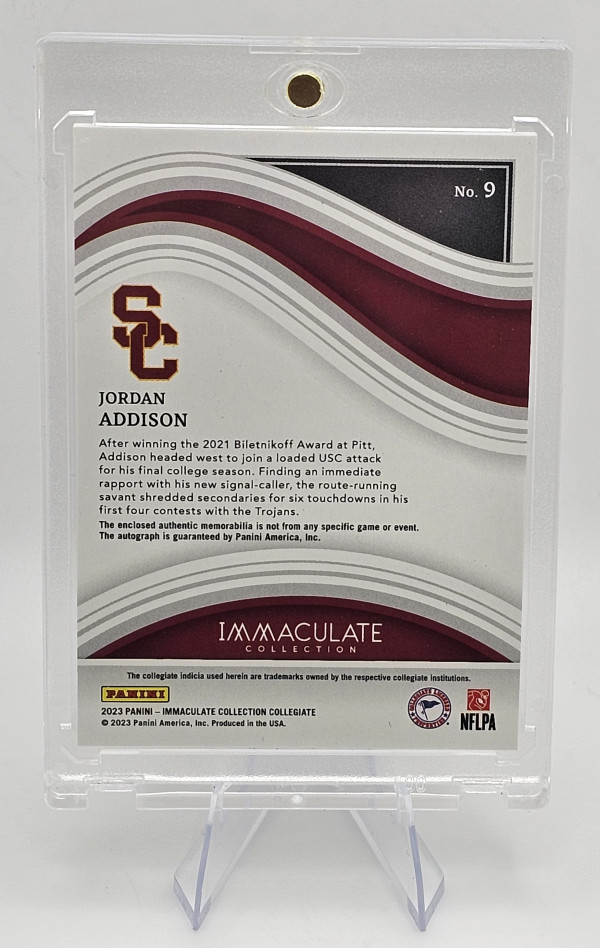 No. 9
SC
JORDAN
ADDISON
After winning the 2021 Biletnikoff Award at Pitt,
Addison headed west to join a loaded USC attack
for his final college season. Finding an immediate
rapport with his new signal-caller, the route-running
savant shredded secondaries for six touchdowns in his
first four contests with the Trojans.
The enclosed authentic memorabilia is not from any specific game or event.
The autograph is guaranteed by Panini America, Inc.
IMMACULATE
COLLECTION
The collegiate indicia used herein are trademarks owned by the respective collegiate institutions.
PANINI
2023 PANINI – IMMACULATE COLLECTION COLLEGIATE
© 2023 Panini America, Inc. Produced in the USA.
NFLPA